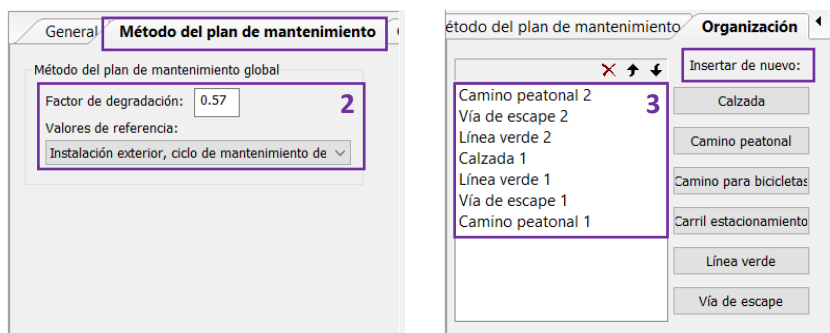 General
Método del plan de mantenimiento
Método del plan de mantenimiento global
Factor de degradación: 0.57
2
Valores de referencia:
Instalación exterior, ciclo de mantenimiento de
étodo del plan de mantenimiento
Organización
Insertar de nuevo:
Camino peatonal 2
Vía de escape 2
Línea verde 2
Calzada 1
Línea verde 1
Vía de escape 1
Camino peatonal 1
3
Calzada
Camino peatonal
Camino para bicicletas
Carril estacionamiento
Línea verde
Vía de escape